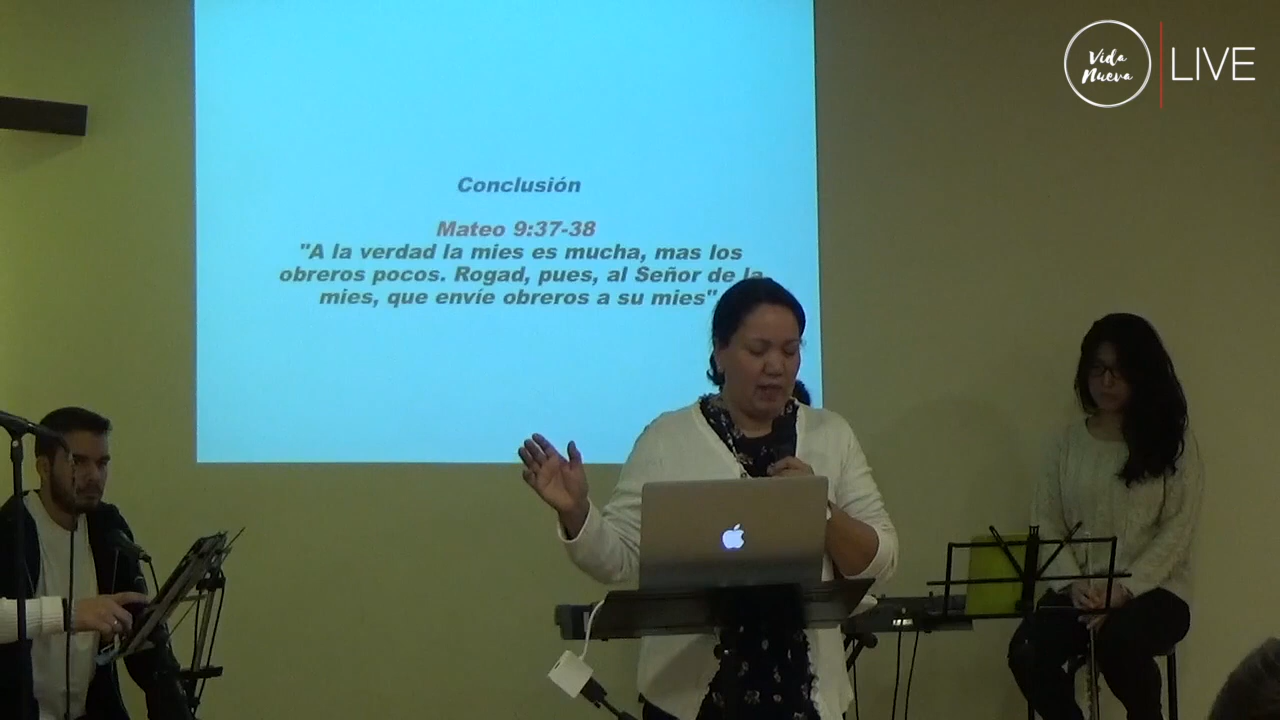 Vida
Nueva
LIVE
Conclusión
Mateo 9:37-38
"A la verdad la mies es mucha, mas los
obreros pocos. Rogad, pues, al Señor de la
mies, que envíe obreros a su mies"